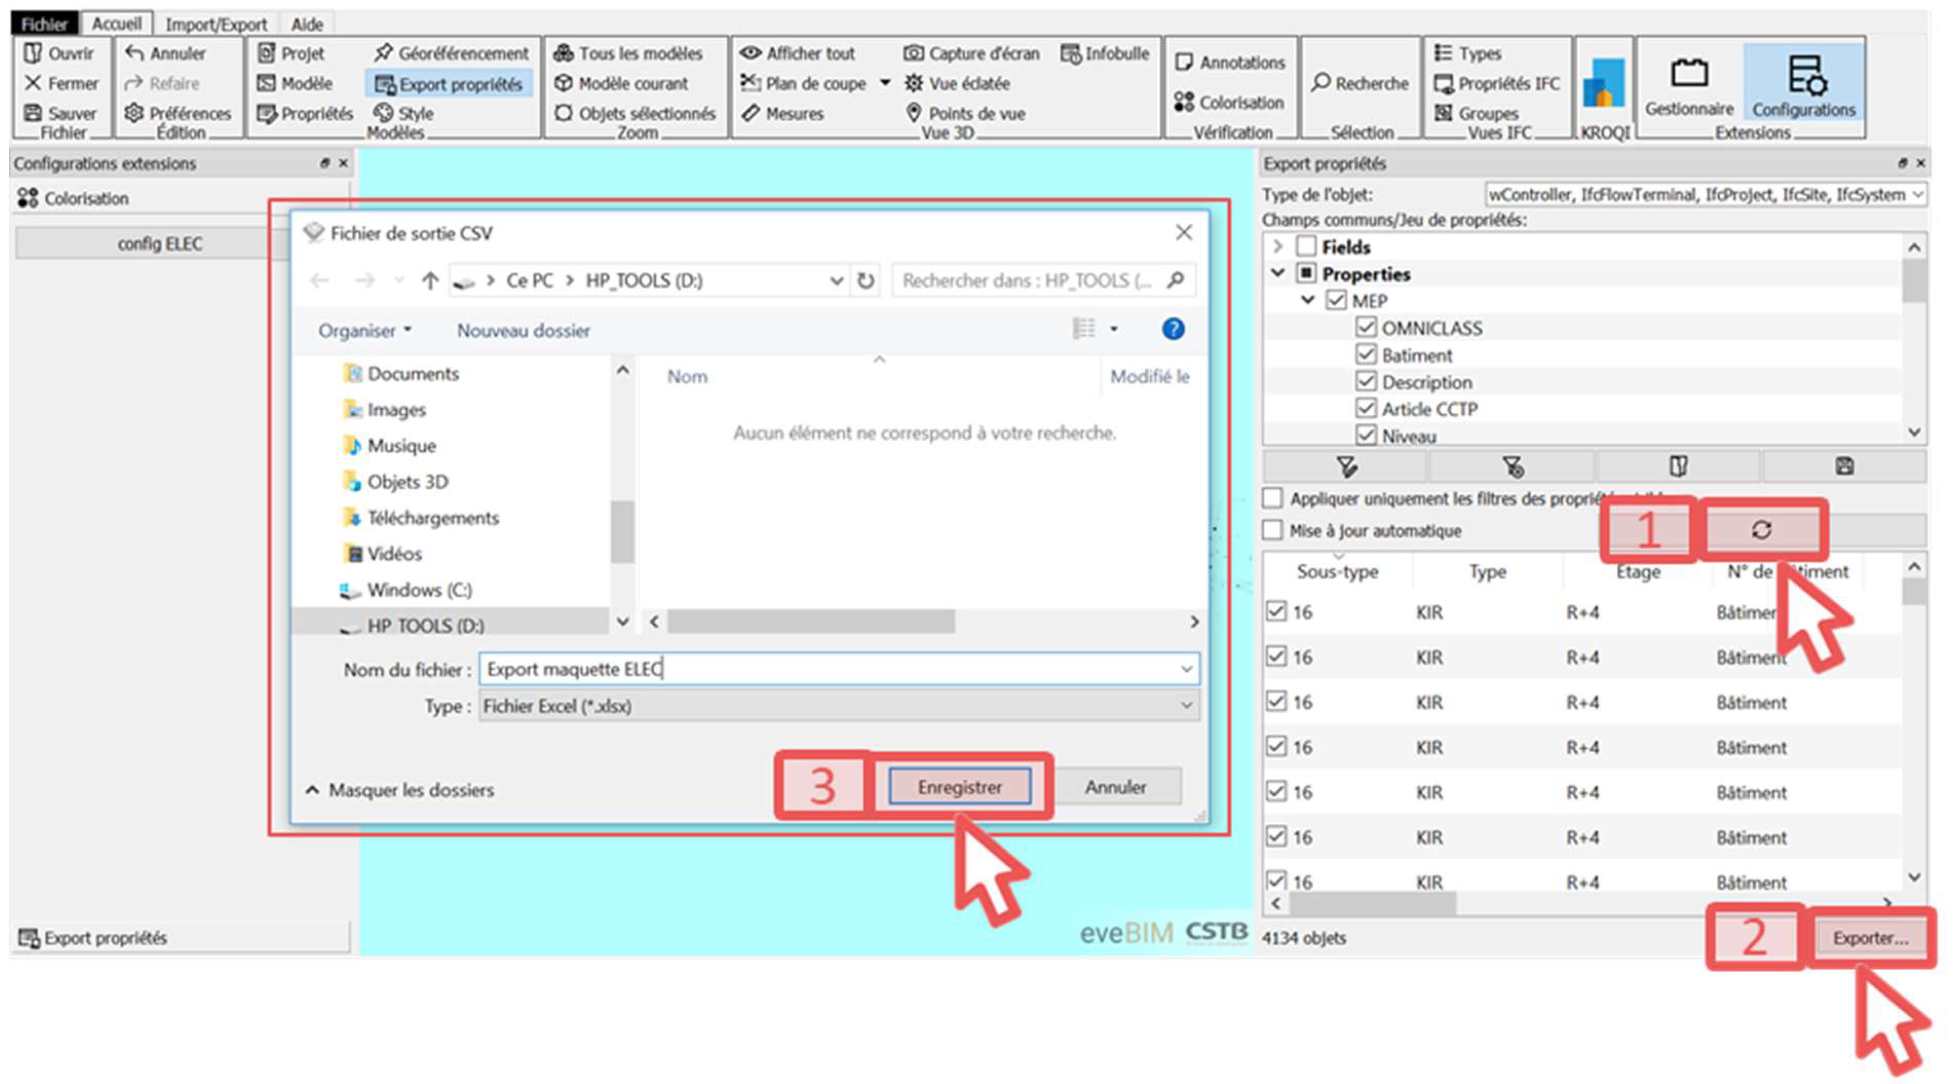 Fichier Accueil Import/Export Aide
Ouvrir Annuler Projet Géoréférencement Tous les modèles Afficher tout Capture d'écran Infobulle Annotations Types
Fermer Refaire Modèle Export propriétés Modèle courant Plan de coupe Vue éclatée Recherche Propriétés IFC
Sauver Préférences Propriétés Style Objets sélectionnés Mesures Points de vue Colorisation Groupes Gestionnaire Configurations
Fichier Édition Modèles Zoom Vue 3D Vérification Sélection Vues IFC KROQI Extensions
Configurations extensions
Colorisation
config ELEC
Export propriétés
Fichier de sortie CSV
Ce PC > HP_TOOLS (D:) Rechercher dans : HP_TOOLS (...
Organiser Nouveau dossier ?
Documents
Images
Musique
Objets 3D
Téléchargements
Vidéos
Windows (C:)
HP_TOOLS (D:)
Nom Modifié le
Aucun élément ne correspond à votre recherche.
Nom du fichier : Export maquette ELEC
Type : Fichier Excel (*.xlsx)
Masquer les dossiers 3 Enregistrer Annuler
eveBIM CSTB
Export propriétés
Type de l'objet: wController, IfcFlowTerminal, IfcProject, IfcSite, IfcSystem
Champs communs/Jeu de propriétés:
Fields
Properties
MEP
OMNICLASS
Batiment
Description
Article CCTP
Niveau
Appliquer uniquement les filtres des
Mise à jour automatique 1
Sous-type Type Etage N° de
16 KIR R+4 Bâtiment
16 KIR R+4 Bâtiment
16 KIR R+4 Bâtiment
16 KIR R+4 Bâtiment
16 KIR R+4 Bâtiment
16 KIR R+4 Bâtiment
16 KIR R+4 Bâtiment
4134 objets 2 Exporter...